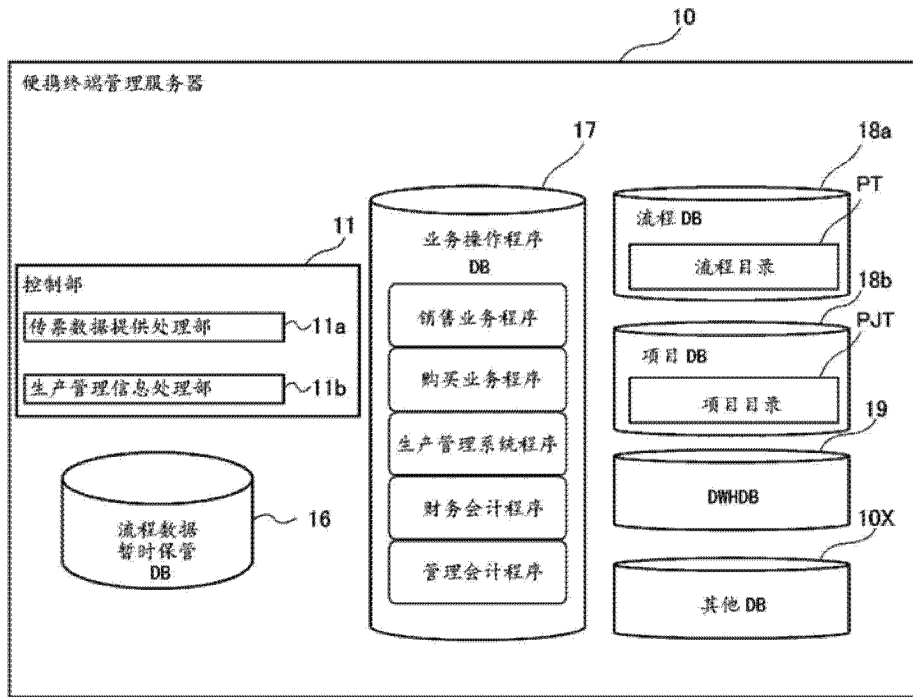 10
便携终端管理服务器
17
18a
PT
业务操作程序
DB
流程 DB
流程目录
11
控制部
传票数据提供处理部
11a
生产管理信息处理部
11b
销售业务程序
购买业务程序
生产管理系统程序
财务会计程序
管理会计程序
18b
PJT
项目 DB
项目目录
19
DWHDB
10X
其他 DB
流程数据
暂时保管
DB
16